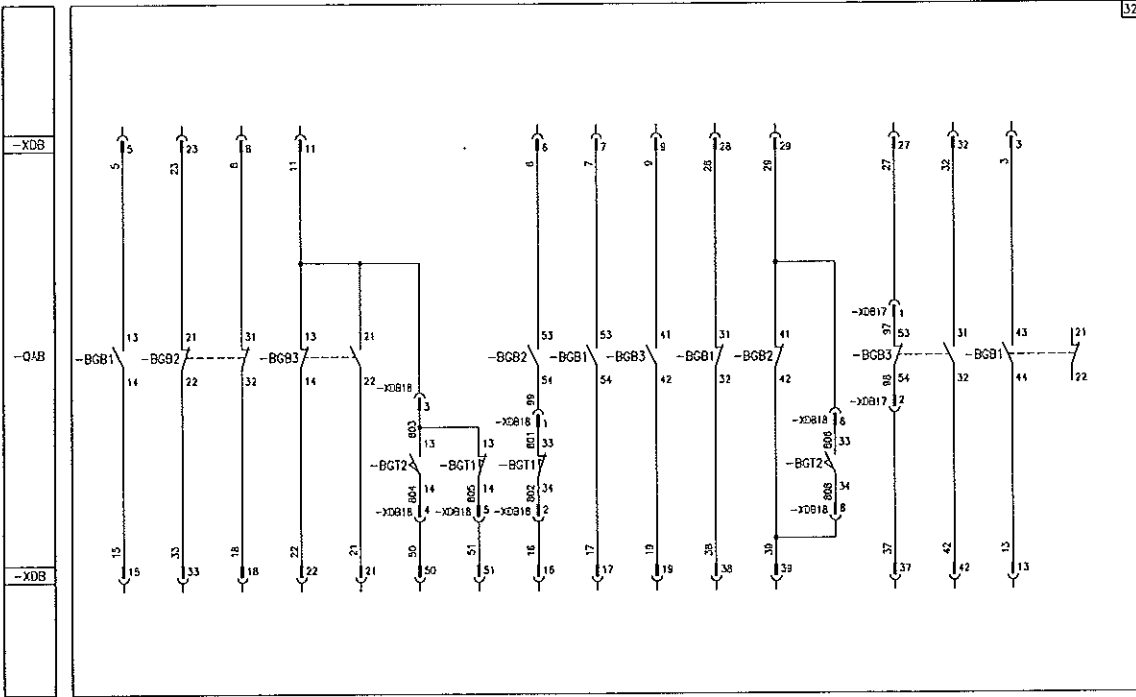 32
-XDB
5 23 8 11 6 7 9 28 29 27 32 3
5 23 8 11 6 7 9 28 29 27 32 3
-XDB17 1
97
13 21 31 13 21 53 53 41 31 41 53 31 43 21
-QAB
-BGB1 -BGB2 -BGB3 -BGB2 -BGB1 -BGB3 -BGB1 -BGB2 -BGB3 -BGB1
14 22 32 14 22 54 54 42 32 42 54 32 44 22
98
-XDB18 -XDB17 2
3 99
-XDB18 1 -XDB18 6
803 801 806
13 13 33 33
-BGT2 -BGT1 -BGT1 -BGT2
14 14 34 34
804 805 802 808
-XDB18 4 -XDB18 5 -XDB18 2 -XDB18 8
15 33 18 22 21 50 51 16 17 19 38 39 37 42 13
-XDB
15 33 18 22 21 50 51 16 17 19 38 39 37 42 13